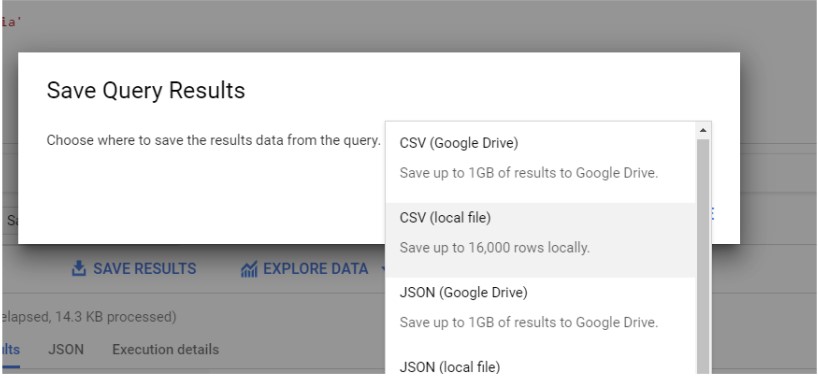 ia'
Save Query Results
Choose where to save the results data from the query.
CSV (Google Drive)
Save up to 1GB of results to Google Drive.
CSV (local file)
Save up to 16,000 rows locally.
JSON (Google Drive)
Save up to 1GB of results to Google Drive.
JSON (local file)
Sa
SAVE RESULTS
EXPLORE DATA
elapsed, 14.3 KB processed)
ults
JSON
Execution details